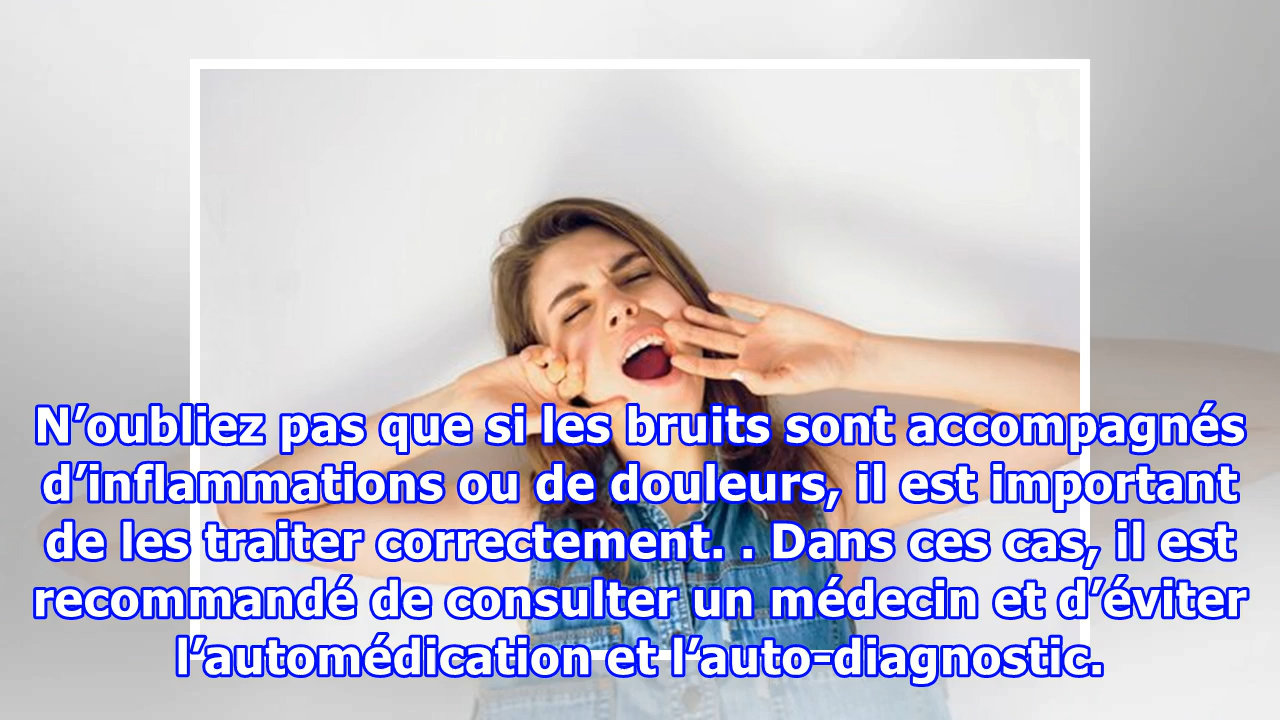 N’oubliez pas que si les bruits sont accompagnés
d’inflammations ou de douleurs, il est important
de les traiter correctement. . Dans ces cas, il est
recommandé de consulter un médecin et d’éviter
l’automédication et l’auto-diagnostic.